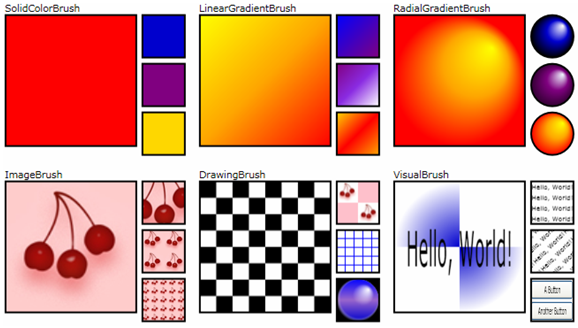 SolidColorBrush
LinearGradientBrush
RadialGradientBrush
ImageBrush
DrawingBrush
VisualBrush
Hello, World!
Hello, World!
Hello, World!
Hello, World!
Hello, World!
A Button
Another Button